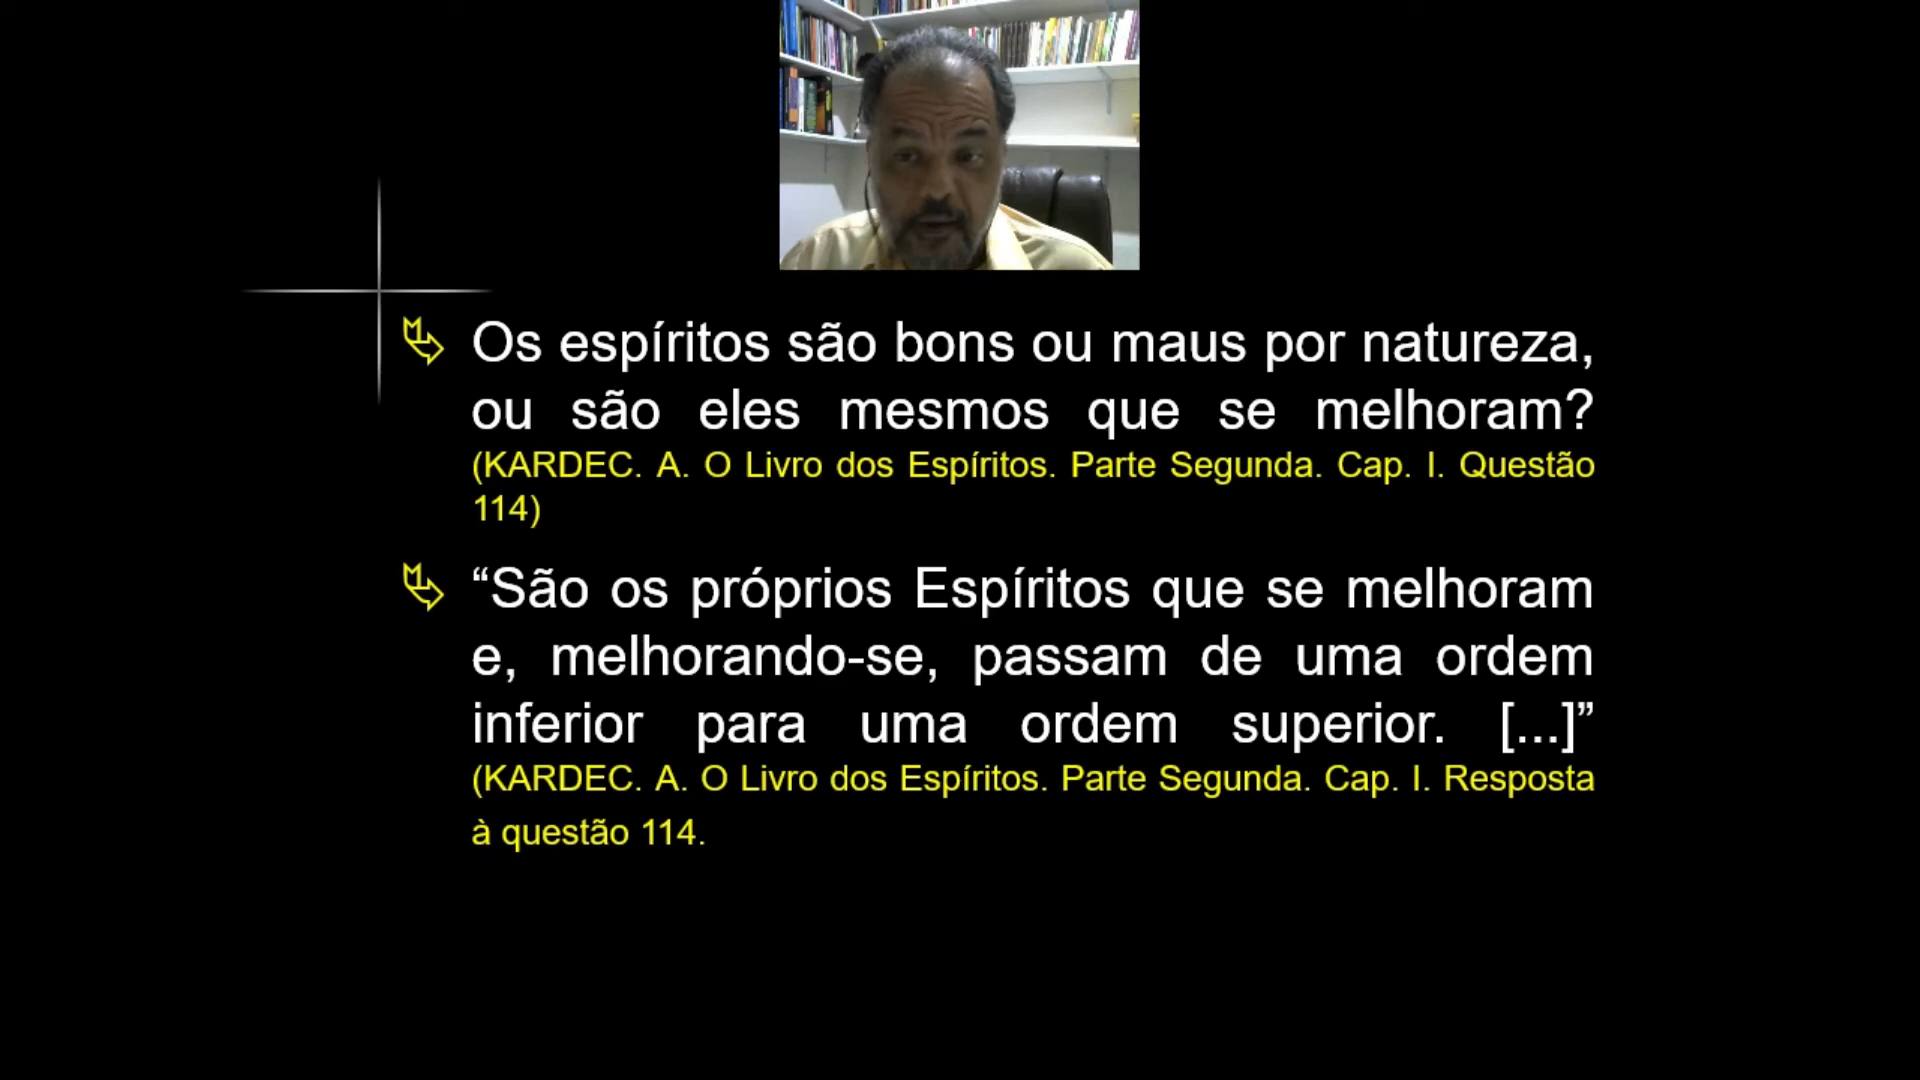 Os espíritos são bons ou maus por natureza,
ou são eles mesmos que se melhoram?
(KARDEC. A. O Livro dos Espíritos. Parte Segunda. Cap. I. Questão
114)
“São os próprios Espíritos que se melhoram
e, melhorando-se, passam de uma ordem
inferior para uma ordem superior. [...]”
(KARDEC. A. O Livro dos Espíritos. Parte Segunda. Cap. I. Resposta
à questão 114.